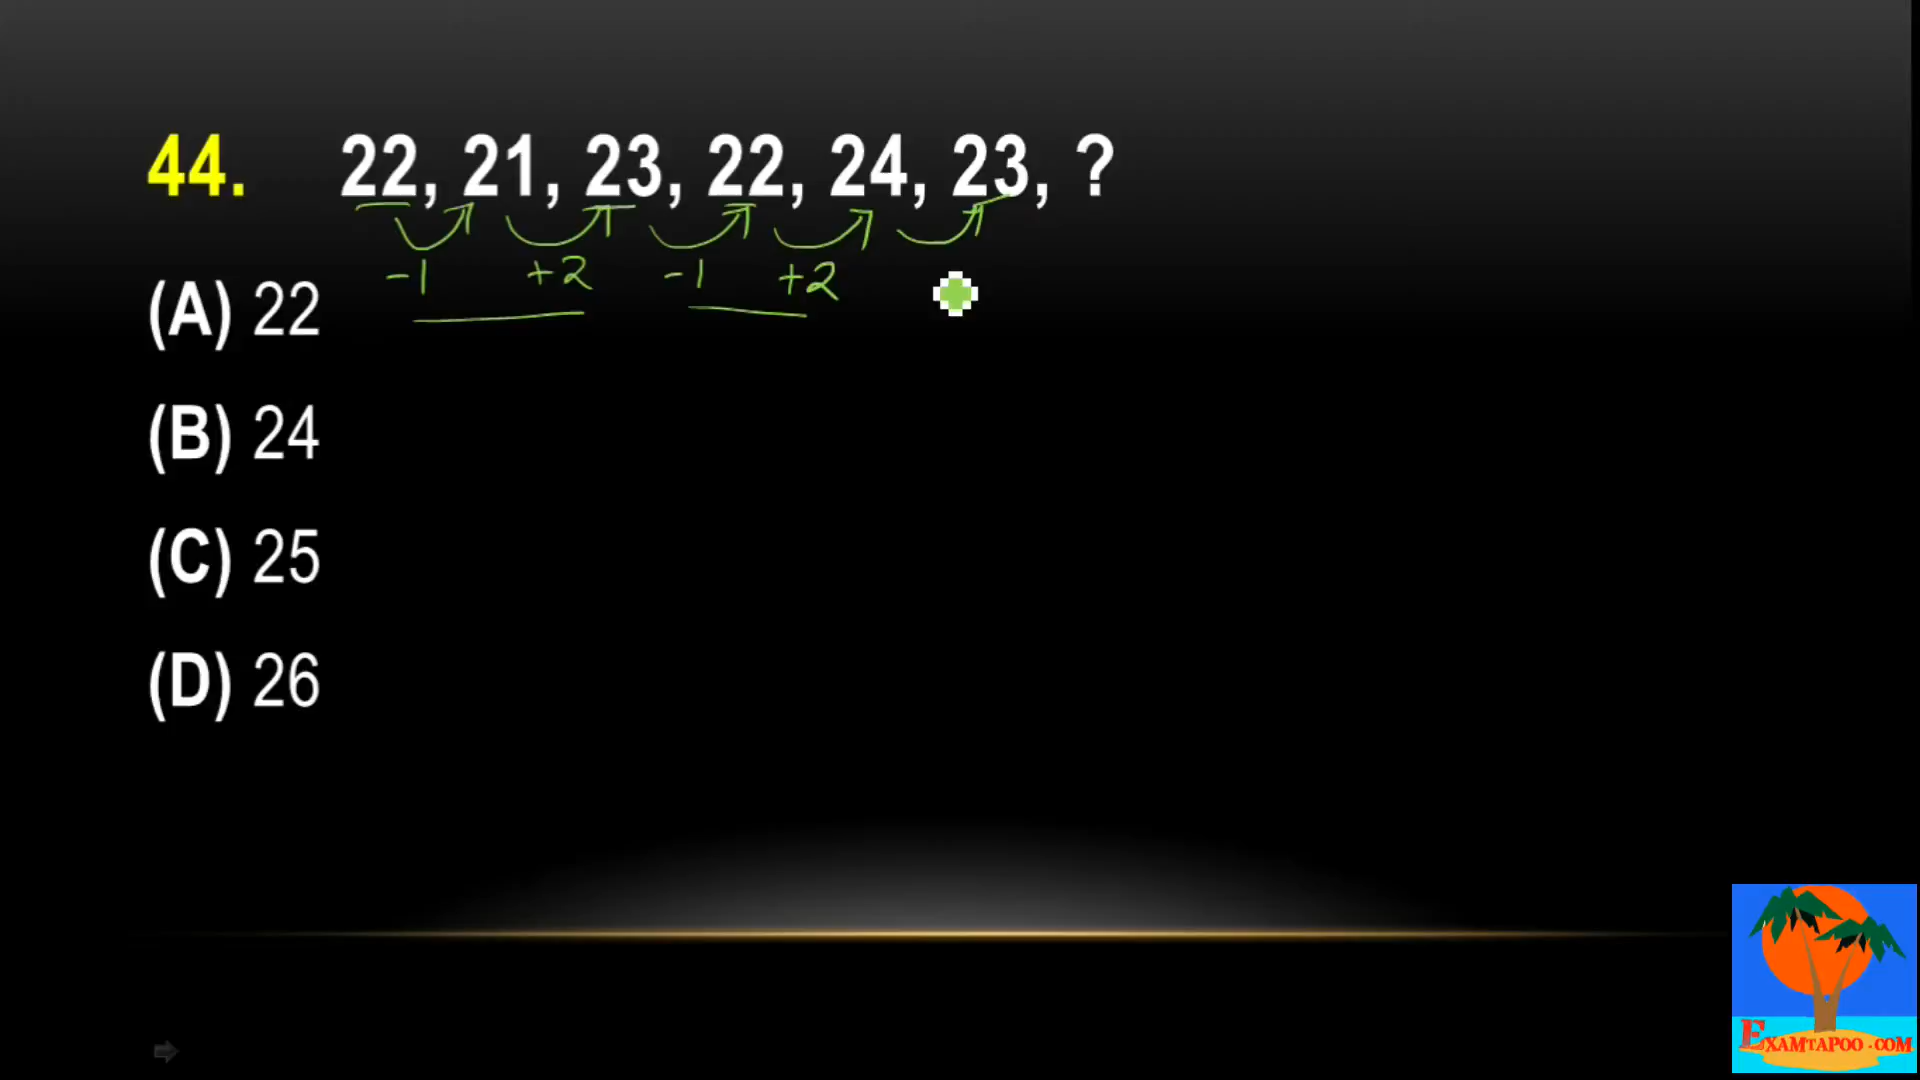 44. 22, 21, 23, 22, 24, 23, ?
-1 +2 -1 +2
(A) 22
(B) 24
(C) 25
(D) 26
EXAMTAPOO.COM